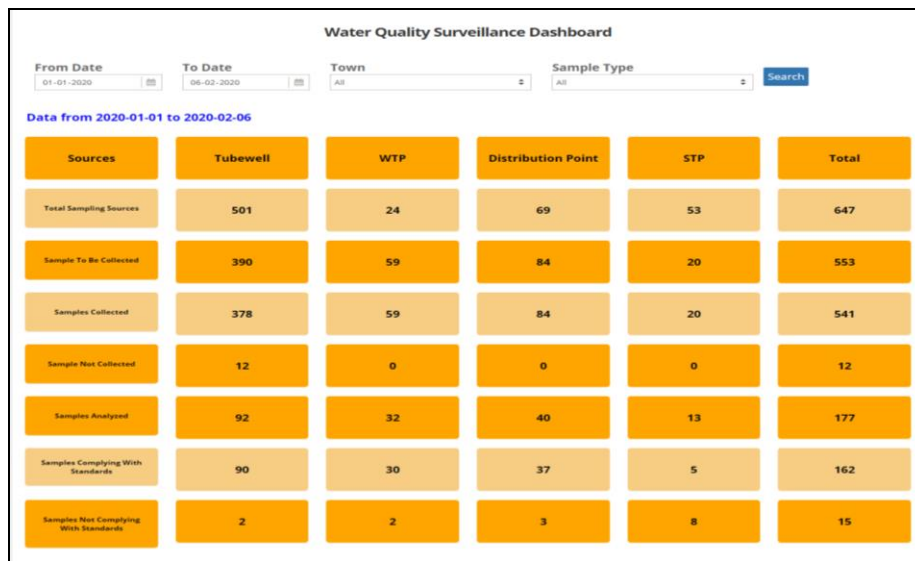 Water Quality Surveillance Dashboard
From Date To Date Town Sample Type
01-01-2020 06-02-2020 All All Search
Data from 2020-01-01 to 2020-02-06
Sources Tubewell WTP Distribution Point STP Total
Total Sampling Sources 501 24 69 53 647
Sample To Be Collected 390 59 84 20 553
Samples Collected 378 59 84 20 541
Sample Not Collected 12 0 0 0 12
Samples Analyzed 92 32 40 13 177
Samples Complying With
Standards 90 30 37 5 162
Samples Not Complying
With Standards 2 2 3 8 15